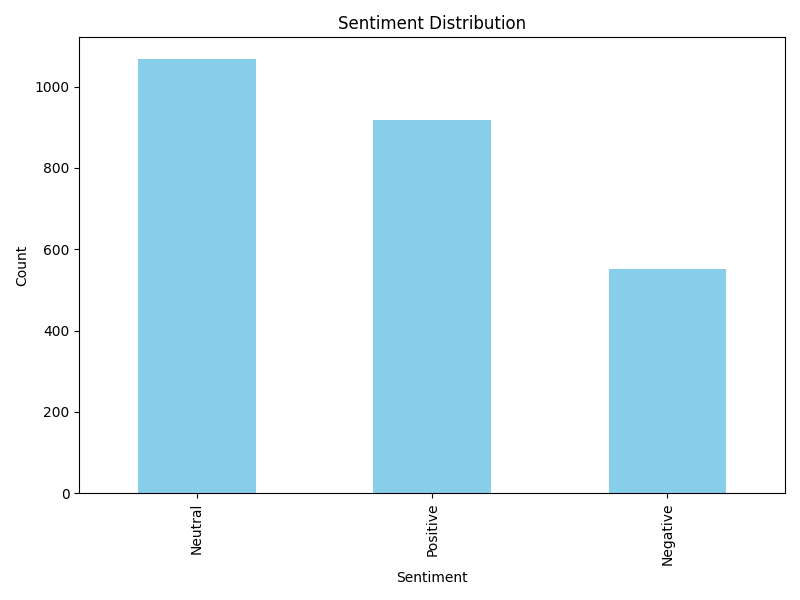 Sentiment Distribution
Count
1000
800
600
400
200
0
Neutral
Positive
Negative
Sentiment